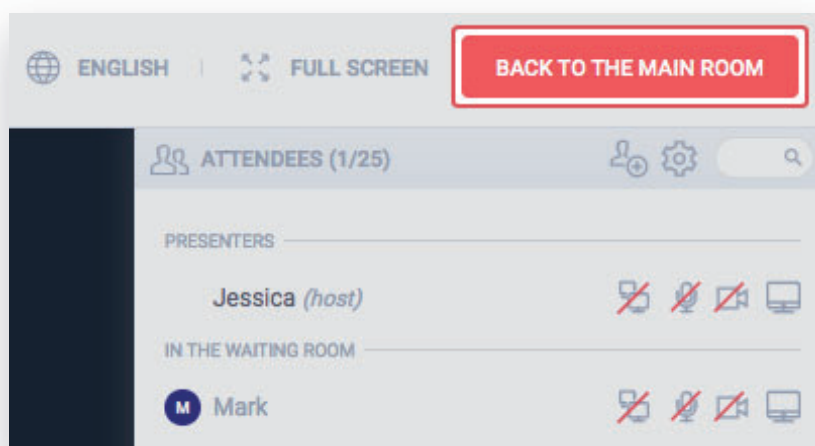 ENGLISH FULL SCREEN BACK TO THE MAIN ROOM
ATTENDEES (1/25)
PRESENTERS
Jessica (host)
IN THE WAITING ROOM
M Mark